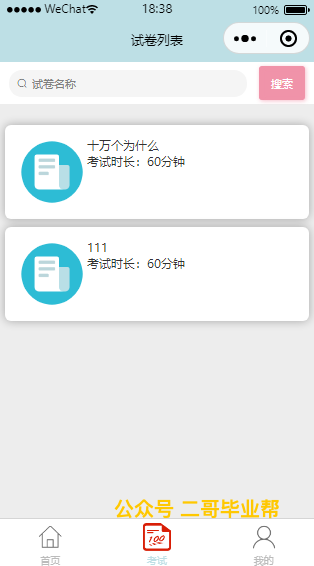 WeChat 18:38 100%
试卷列表
试卷名称 搜索
十万个为什么
考试时长：60分钟
111
考试时长：60分钟
公众号 二哥毕业帮
100
首页 考试 我的